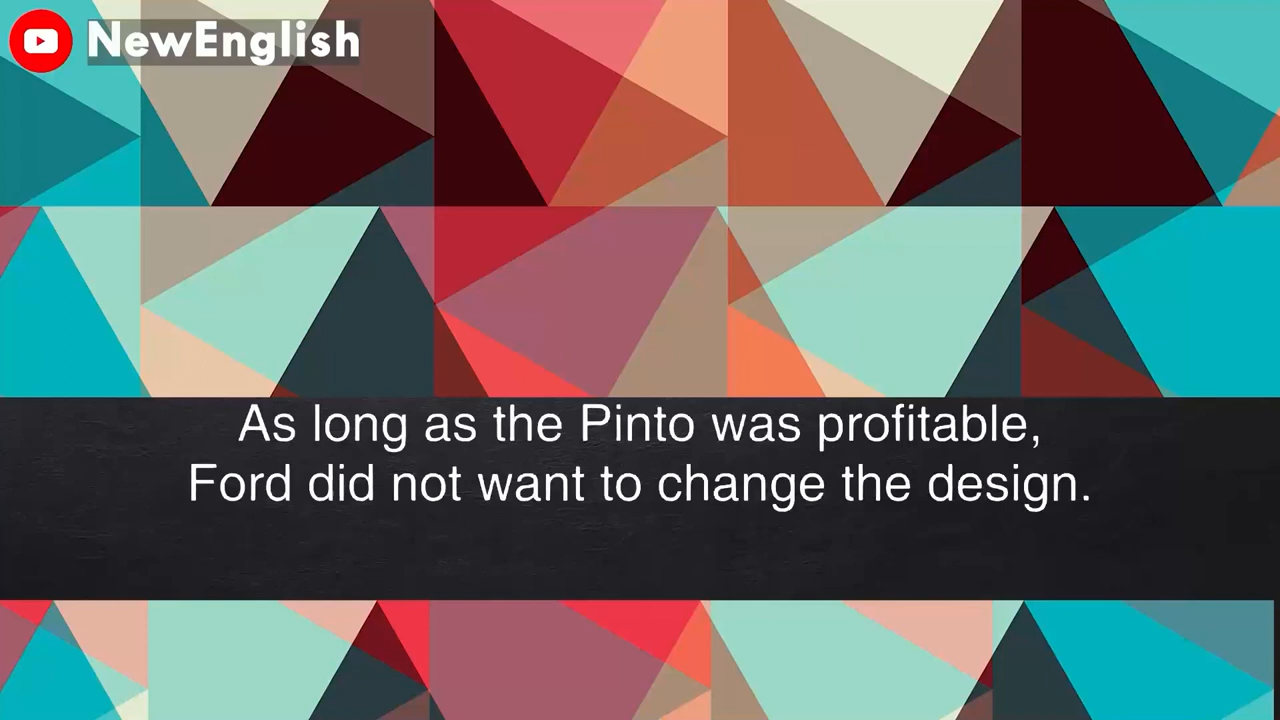 NewEnglish
As long as the Pinto was profitable,
Ford did not want to change the design.